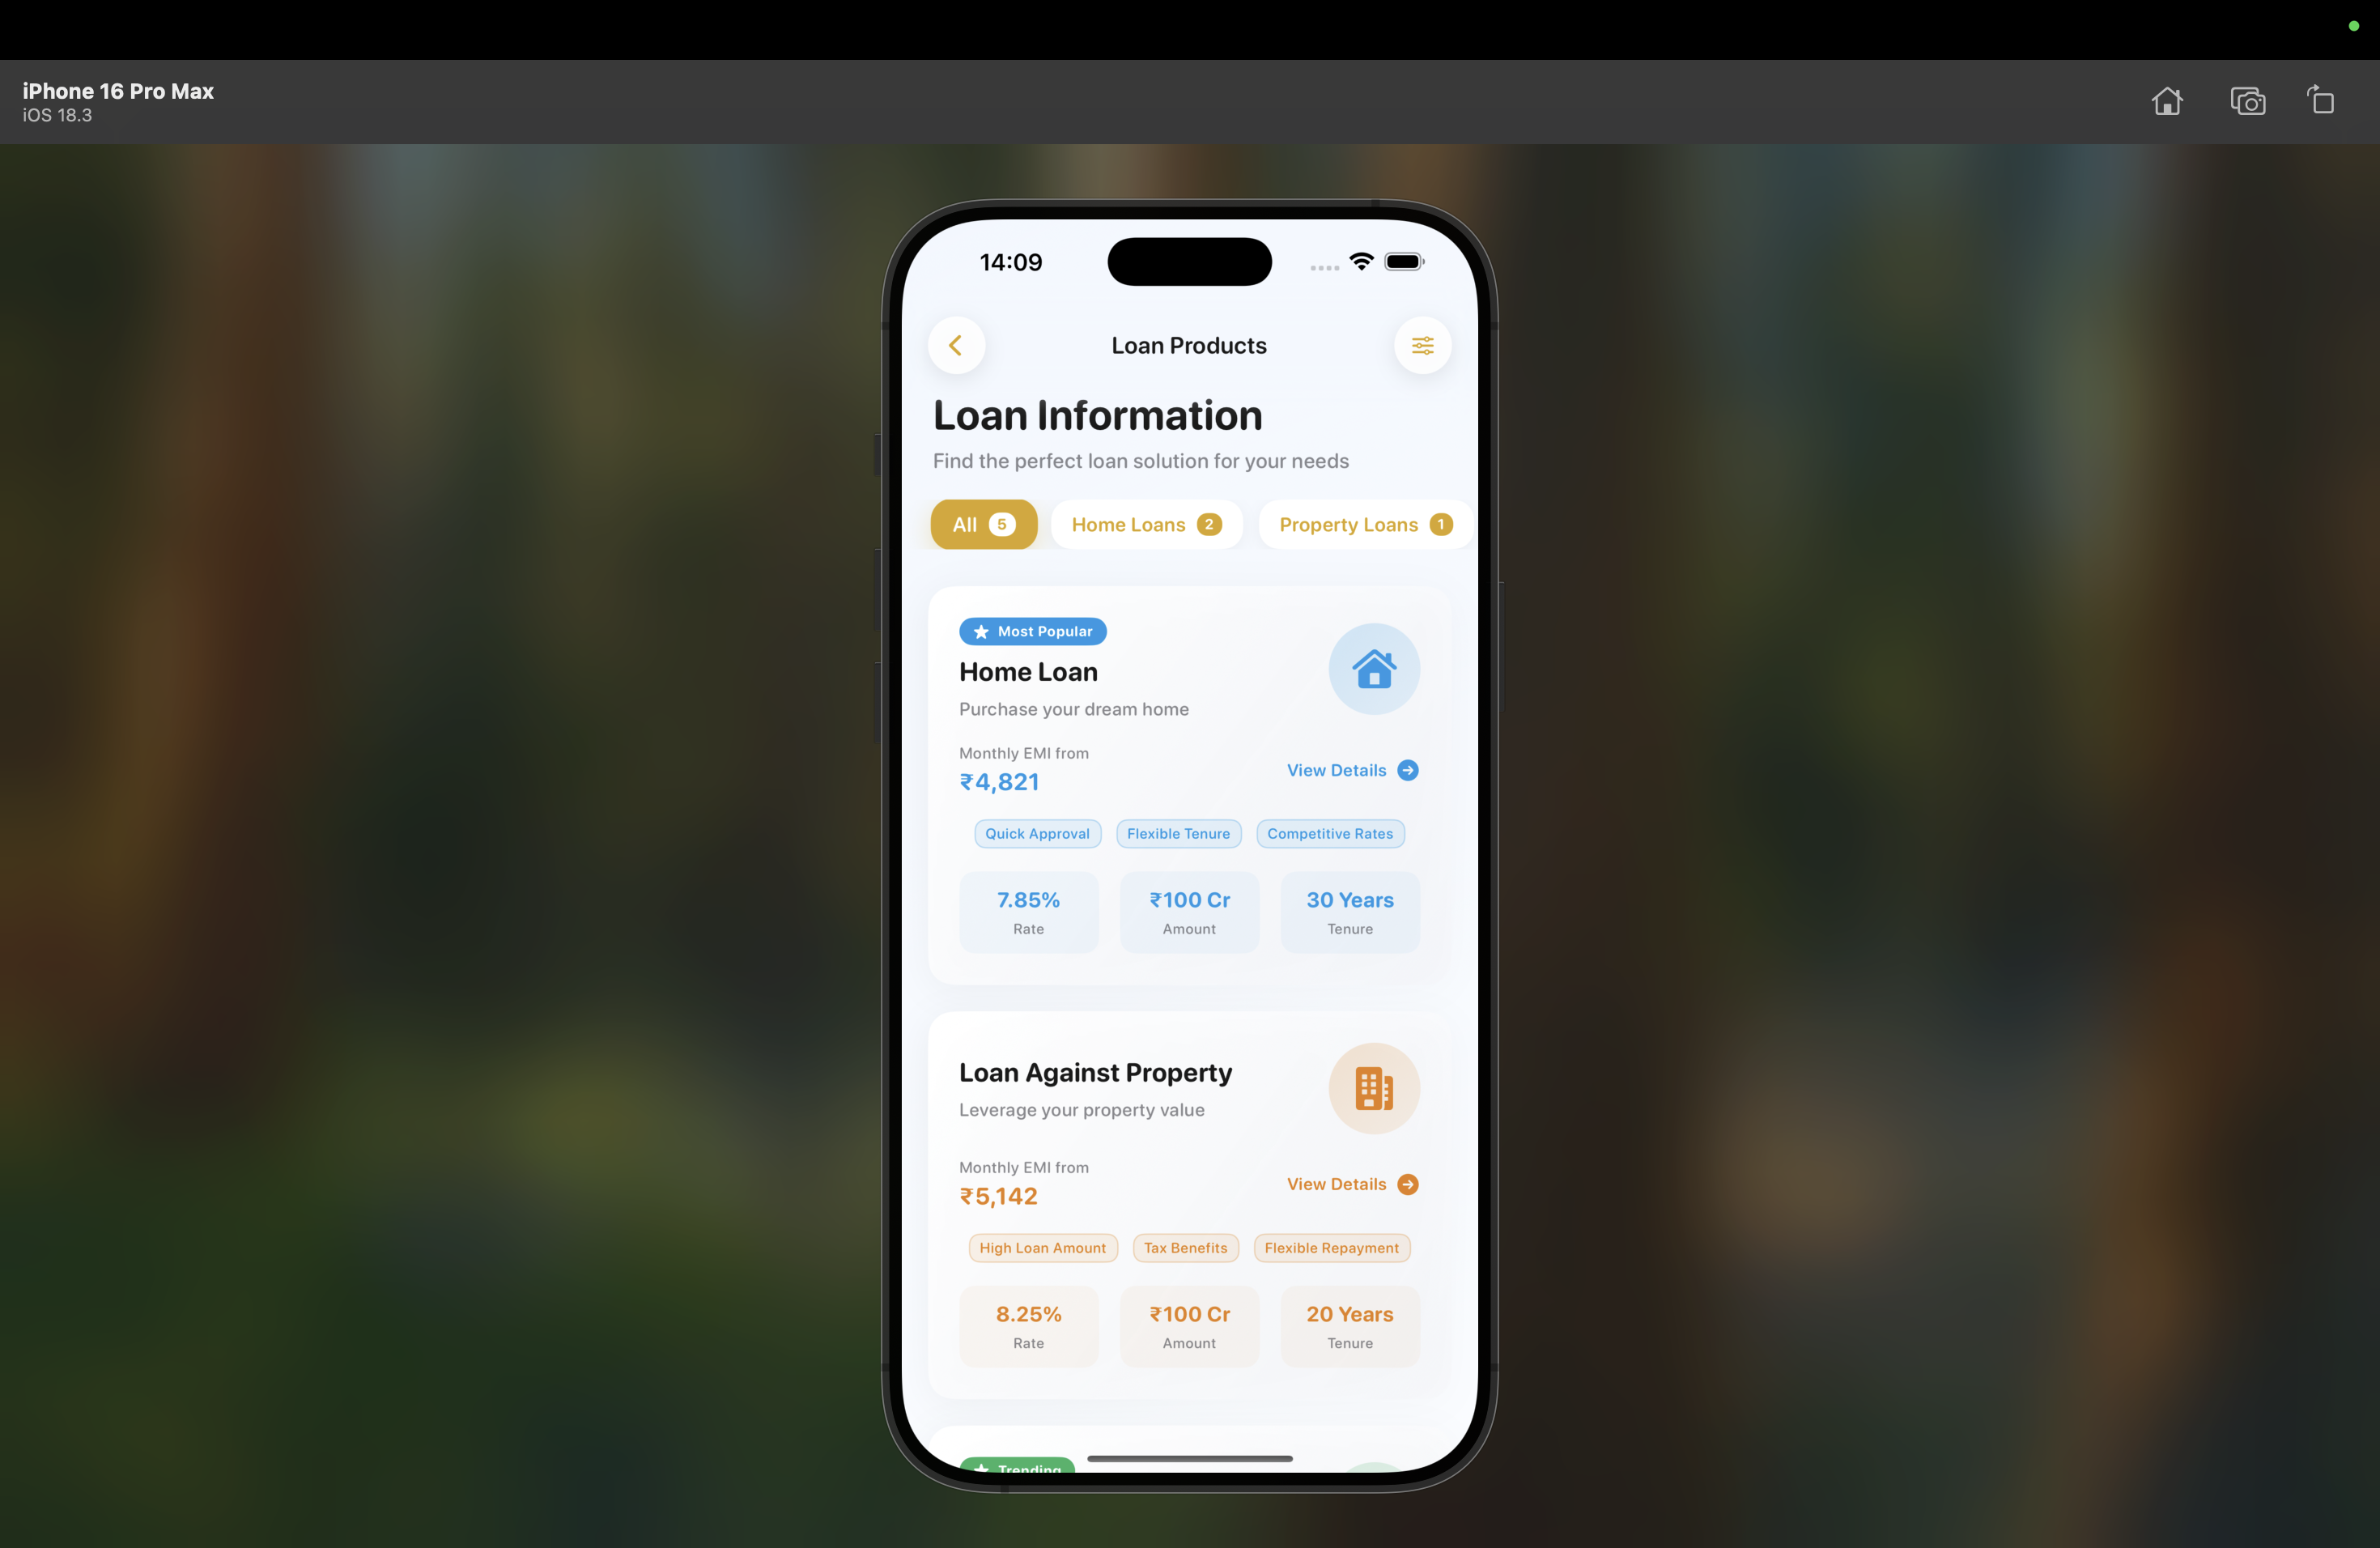 iPhone 16 Pro Max
iOS 18.3
14:09
Loan Products
Loan Information
Find the perfect loan solution for your needs
All 5 Home Loans 2 Property Loans 1
Most Popular
Home Loan
Purchase your dream home
Monthly EMI from
₹4,821
View Details
Quick Approval Flexible Tenure Competitive Rates
7.85% ₹100 Cr 30 Years
Rate Amount Tenure
Loan Against Property
Leverage your property value
Monthly EMI from
₹5,142
View Details
High Loan Amount Tax Benefits Flexible Repayment
8.25% ₹100 Cr 20 Years
Rate Amount Tenure
Trending